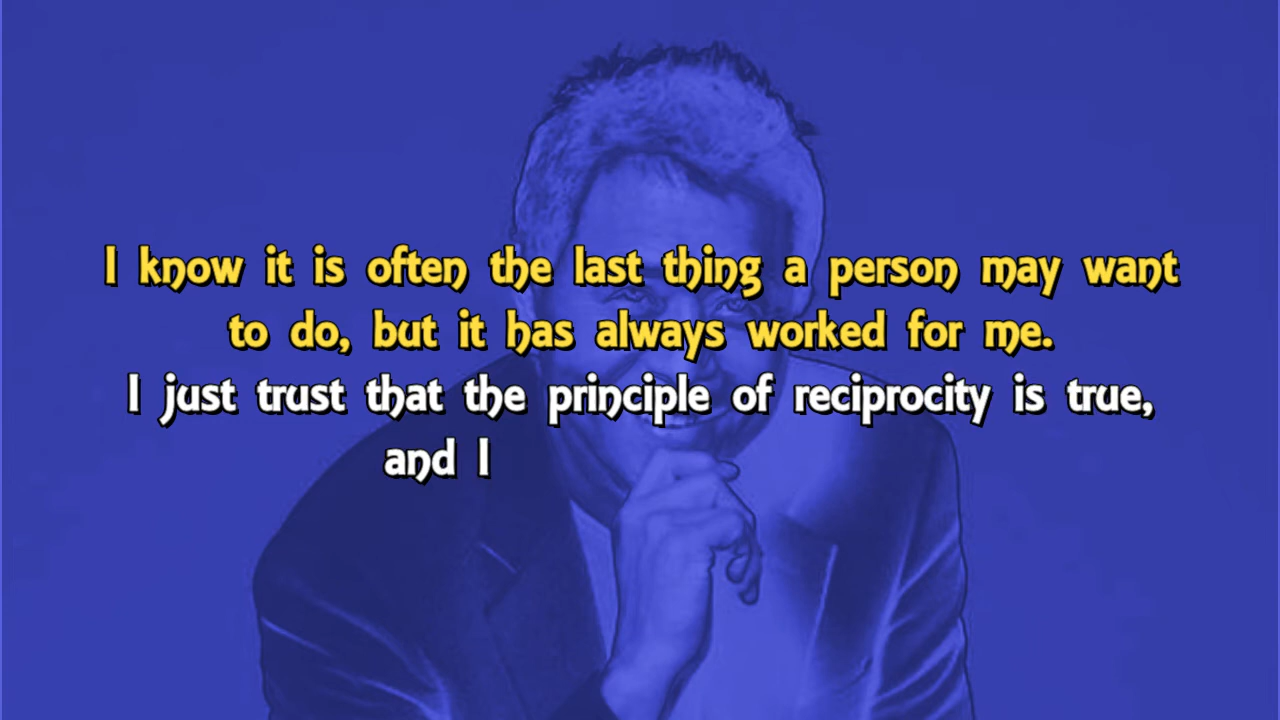 I know it is often the last thing a person may want
to do, but it has always worked for me.
I just trust that the principle of reciprocity is true,
and I